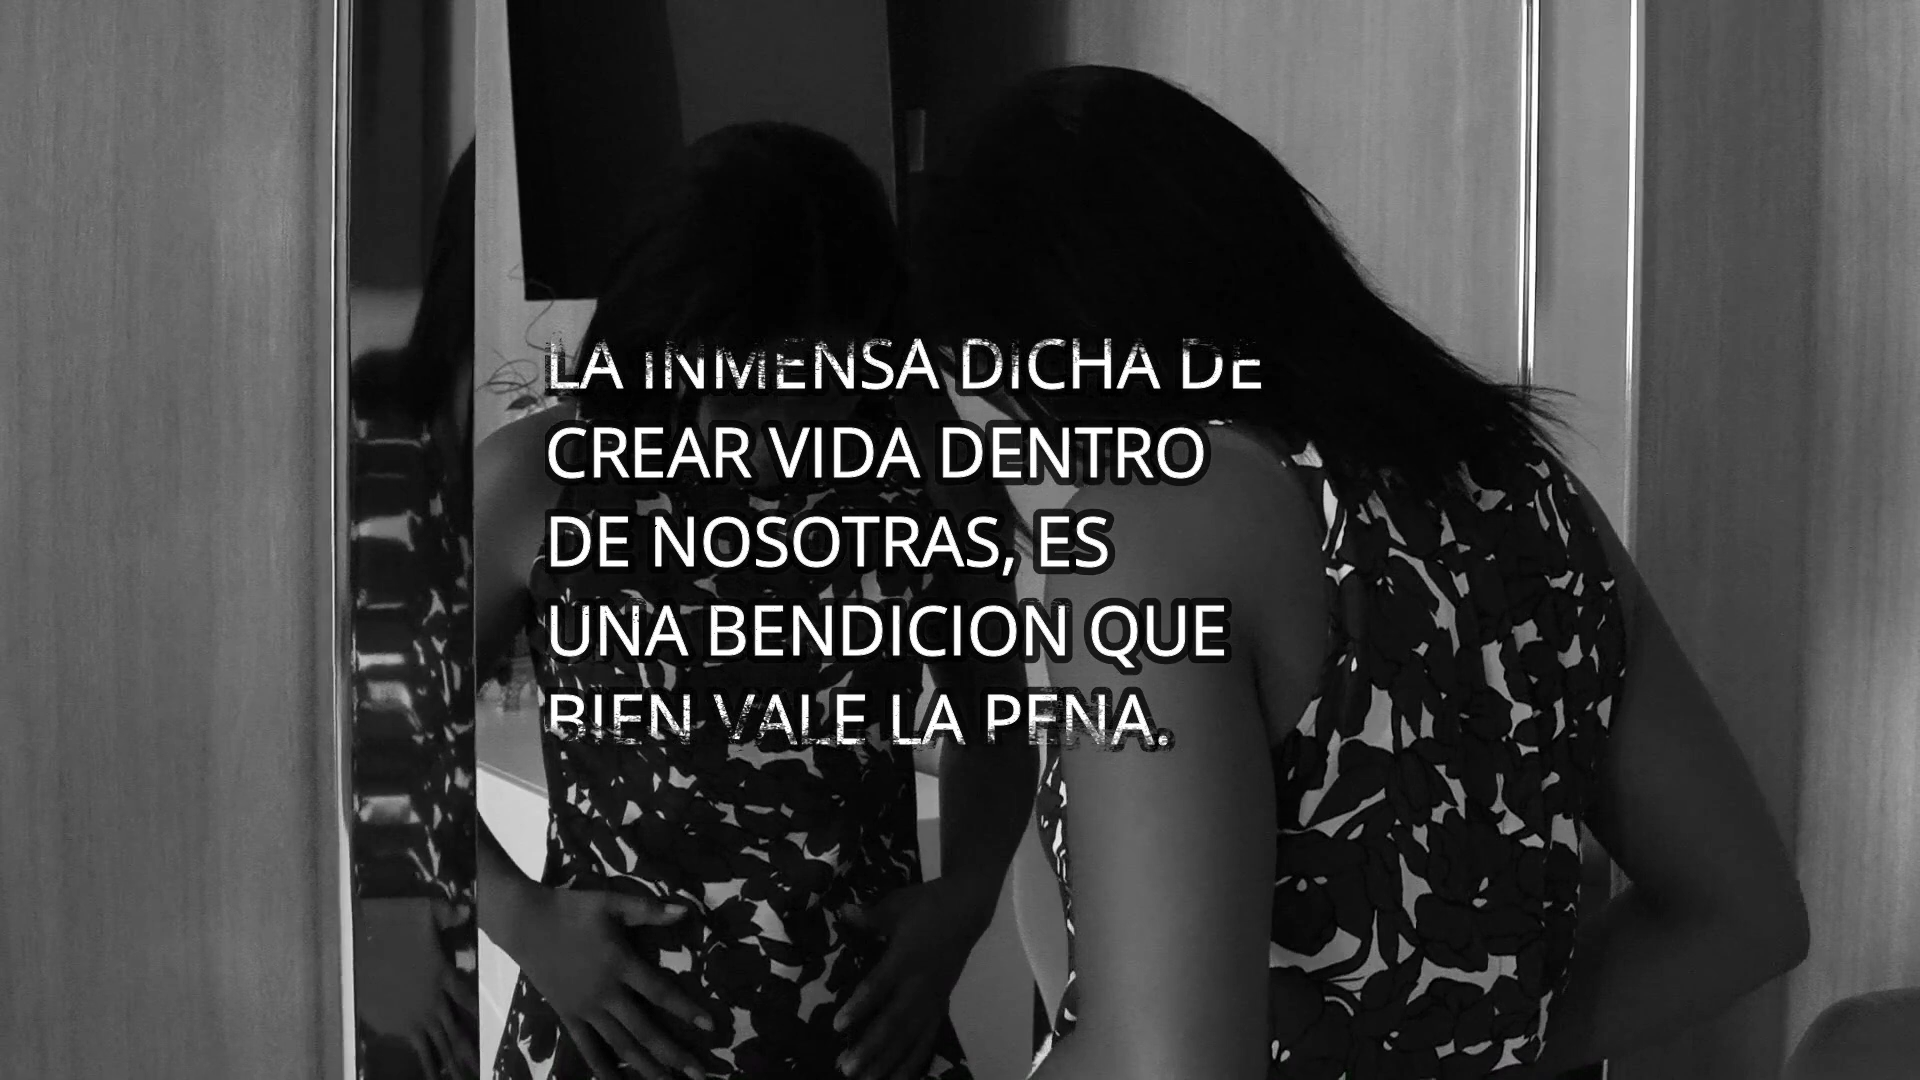 LA INMENSA DICHA DE
CREAR VIDA DENTRO
DE NOSOTRAS, ES
UNA BENDICION QUE
BIEN VALE LA PENA.